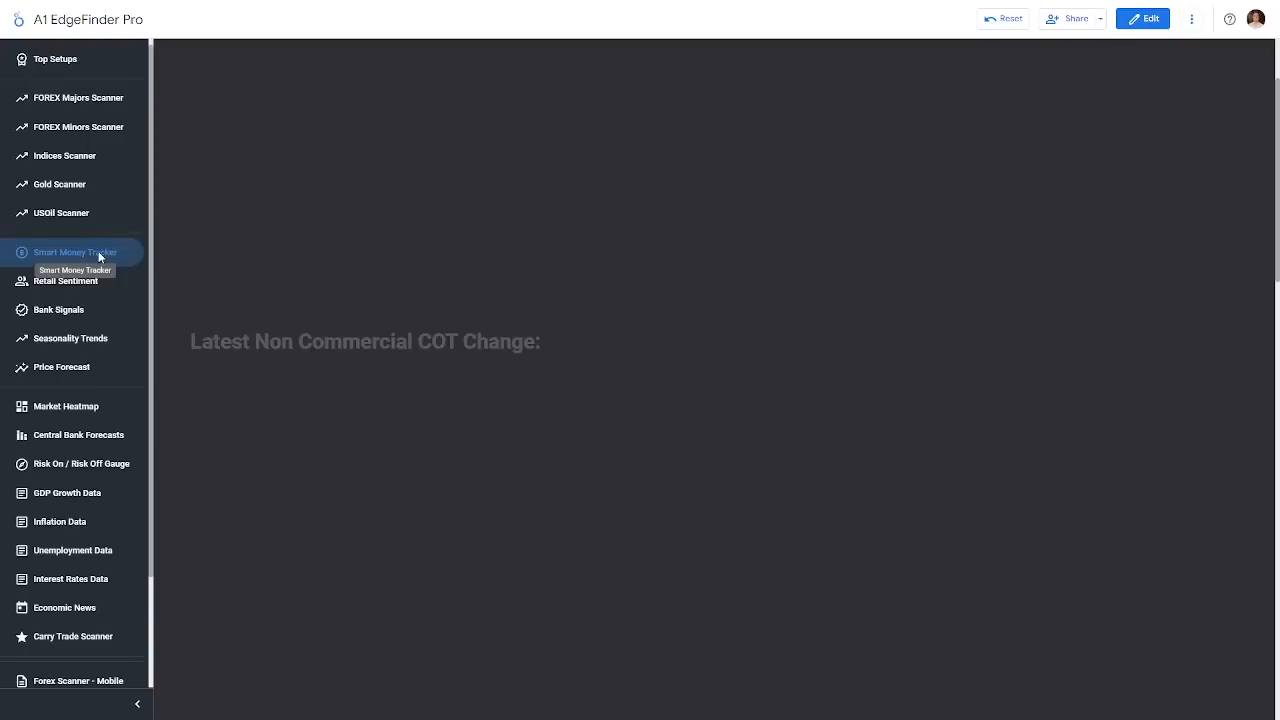 A1 EdgeFinder Pro
Reset
Share
Edit
Top Setups
FOREX Majors Scanner
FOREX Minors Scanner
Indices Scanner
Gold Scanner
USOil Scanner
Smart Money Tracker
Smart Money Tracker
Retail Sentiment
Bank Signals
Seasonality Trends
Price Forecast
Market Heatmap
Central Bank Forecasts
Risk On / Risk Off Gauge
GDP Growth Data
Inflation Data
Unemployment Data
Interest Rates Data
Economic News
Carry Trade Scanner
Forex Scanner - Mobile
Latest Non Commercial COT Change: